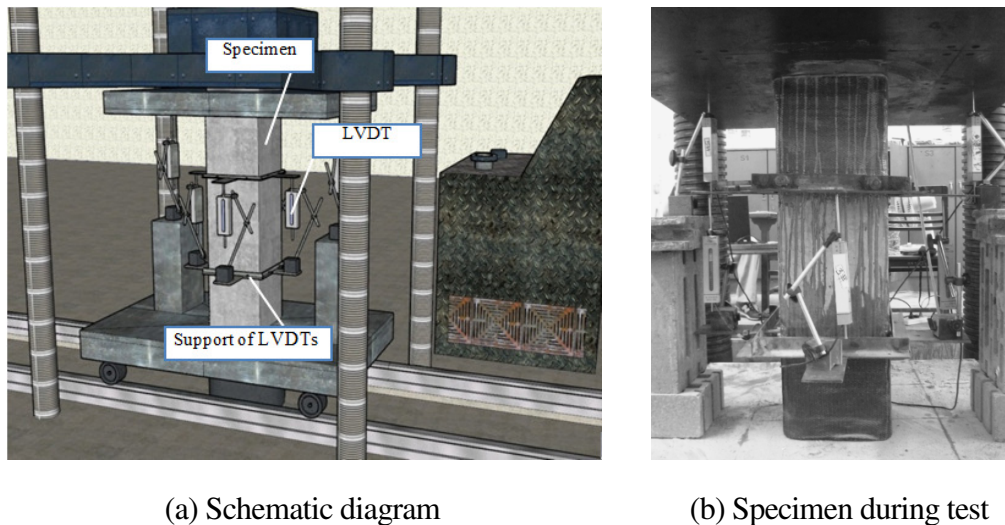 Specimen
LVDT
Support of LVDTs
(a) Schematic diagram
(b) Specimen during test